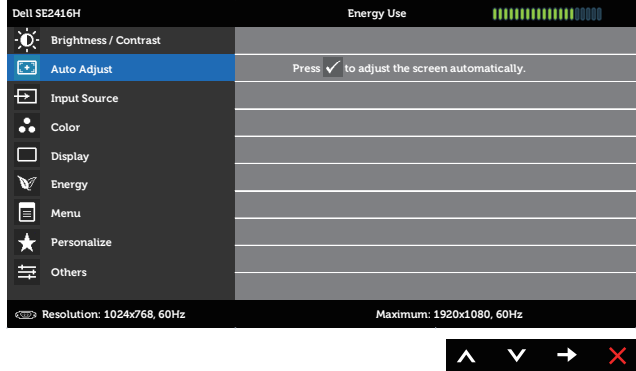 Dell SE2416H Energy Use
Brightness / Contrast
Auto Adjust Press ✓ to adjust the screen automatically.
Input Source
Color
Display
Energy
Menu
Personalize
Others
Resolution: 1024x768, 60Hz Maximum: 1920x1080, 60Hz